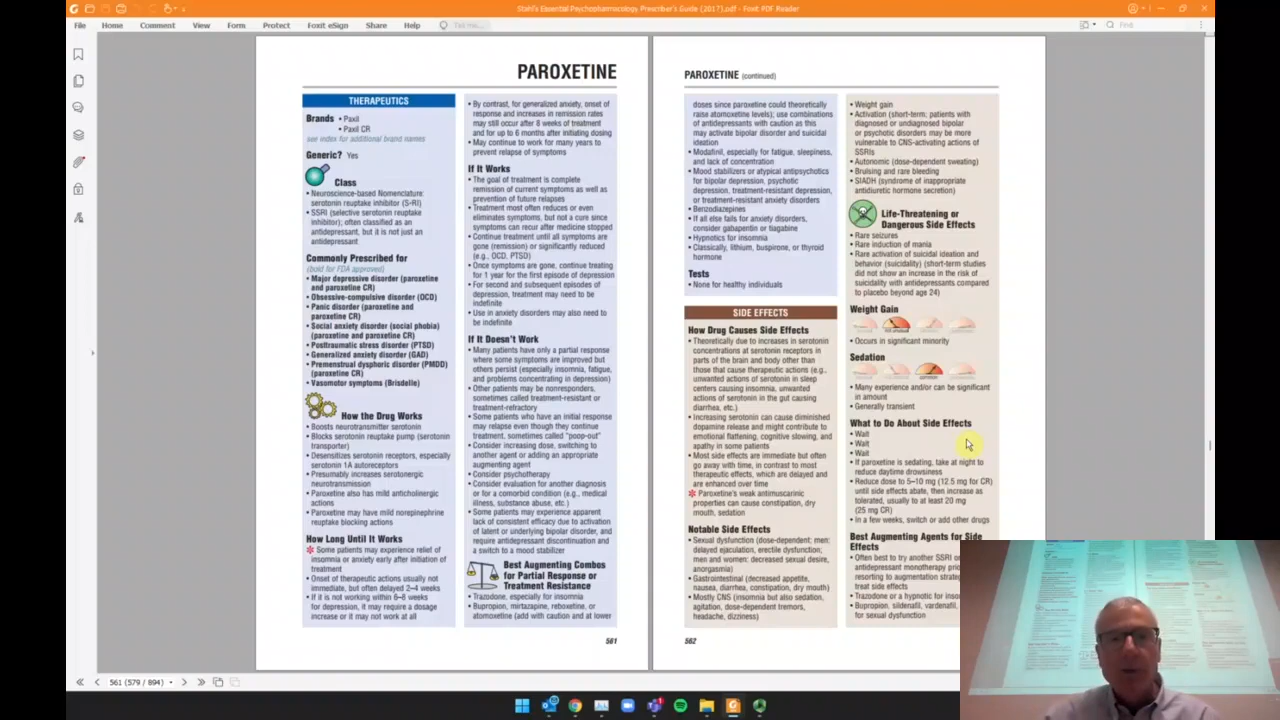 Stahl's Essential Psychopharmacology Prescriber's Guide (2017).pdf - Foxit PDF Reader
File Home Comment View Form Protect Foxit eSign Share Help Tell me... Find
PAROXETINE
THERAPEUTICS
Brands • Paxil
• Paxil CR
see index for additional brand names
Generic? Yes
Class
• Neuroscience-based Nomenclature:
serotonin reuptake inhibitor (S-RI)
• SSRI (selective serotonin reuptake
inhibitor); often classified as an
antidepressant, but it is not just an
antidepressant
Commonly Prescribed for
(bold for FDA approved)
• Major depressive disorder (paroxetine
and paroxetine CR)
• Obsessive-compulsive disorder (OCD)
• Panic disorder (paroxetine and
paroxetine CR)
• Social anxiety disorder (social phobia)
(paroxetine and paroxetine CR)
• Posttraumatic stress disorder (PTSD)
• Generalized anxiety disorder (GAD)
• Premenstrual dysphoric disorder (PMDD)
(paroxetine CR)
• Vasomotor symptoms (Brisdelle)
How the Drug Works
• Boosts neurotransmitter serotonin
• Blocks serotonin reuptake pump (serotonin
transporter)
• Desensitizes serotonin receptors, especially
serotonin 1A autoreceptors
• Presumably increases serotonergic
neurotransmission
• Paroxetine also has mild anticholinergic
actions
• Paroxetine may have mild norepinephrine
reuptake blocking actions
How Long Until It Works
✻ Some patients may experience relief of
insomnia or anxiety early after initiation of
treatment
• Onset of therapeutic actions usually not
immediate, but often delayed 2–4 weeks
• If it is not working within 6–8 weeks
for depression, it may require a dosage
increase or it may not work at all
• By contrast, for generalized anxiety, onset of
response and increases in remission rates
may still occur after 8 weeks of treatment
and for up to 6 months after initiating dosing
• May continue to work for many years to
prevent relapse of symptoms
If It Works
• The goal of treatment is complete
remission of current symptoms as well as
prevention of future relapses
• Treatment most often reduces or even
eliminates symptoms, but not a cure since
symptoms can recur after medicine stopped
• Continue treatment until all symptoms are
gone (remission) or significantly reduced
(e.g., OCD, PTSD)
• Once symptoms are gone, continue treating
for 1 year for the first episode of depression
• For second and subsequent episodes of
depression, treatment may need to be
indefinite
• Use in anxiety disorders may also need to
be indefinite
If It Doesn't Work
• Many patients have only a partial response
where some symptoms are improved but
others persist (especially insomnia, fatigue,
and problems concentrating in depression)
• Other patients may be nonresponders,
sometimes called treatment-resistant or
treatment-refractory
• Some patients who have an initial response
may relapse even though they continue
treatment, sometimes called "poop-out"
• Consider increasing dose, switching to
another agent or adding an appropriate
augmenting agent
• Consider psychotherapy
• Consider evaluation for another diagnosis
or for a comorbid condition (e.g., medical
illness, substance abuse, etc.)
• Some patients may experience apparent
lack of consistent efficacy due to activation
of latent or underlying bipolar disorder, and
require antidepressant discontinuation and
a switch to a mood stabilizer
Best Augmenting Combos
for Partial Response or
Treatment Resistance
• Trazodone, especially for insomnia
• Bupropion, mirtazapine, reboxetine, or
atomoxetine (add with caution and at lower
561
PAROXETINE (continued)
doses since paroxetine could theoretically
raise atomoxetine levels); use combinations
of antidepressants with caution as this
may activate bipolar disorder and suicidal
ideation
• Modafinil, especially for fatigue, sleepiness,
and lack of concentration
• Mood stabilizers or atypical antipsychotics
for bipolar depression, psychotic
depression, treatment-resistant depression,
or treatment-resistant anxiety disorders
• Benzodiazepines
• If all else fails for anxiety disorders,
consider gabapentin or tiagabine
• Hypnotics for insomnia
• Classically, lithium, buspirone, or thyroid
hormone
Tests
• None for healthy individuals
SIDE EFFECTS
How Drug Causes Side Effects
• Theoretically due to increases in serotonin
concentrations at serotonin receptors in
parts of the brain and body other than
those that cause therapeutic actions (e.g.,
unwanted actions of serotonin in sleep
centers causing insomnia, unwanted
actions of serotonin in the gut causing
diarrhea, etc.)
• Increasing serotonin can cause diminished
dopamine release and might contribute to
emotional flattening, cognitive slowing, and
apathy in some patients
• Most side effects are immediate but often
go away with time, in contrast to most
therapeutic effects, which are delayed and
are enhanced over time
✻ Paroxetine's weak antimuscarinic
properties can cause constipation, dry
mouth, sedation
Notable Side Effects
• Sexual dysfunction (dose-dependent; men:
delayed ejaculation, erectile dysfunction;
men and women: decreased sexual desire,
anorgasmia)
• Gastrointestinal (decreased appetite,
nausea, diarrhea, constipation, dry mouth)
• Mostly CNS (insomnia but also sedation,
agitation, dose-dependent tremors,
headache, dizziness)
• Weight gain
• Activation (short-term; patients with
diagnosed or undiagnosed bipolar
or psychotic disorders may be more
vulnerable to CNS-activating actions of
SSRIs
• Autonomic (dose-dependent sweating)
• Bruising and rare bleeding
• SIADH (syndrome of inappropriate
antidiuretic hormone secretion)
Life-Threatening or
Dangerous Side Effects
• Rare seizures
• Rare induction of mania
• Rare activation of suicidal ideation and
behavior (suicidality) (short-term studies
did not show an increase in the risk of
suicidality with antidepressants compared
to placebo beyond age 24)
Weight Gain
• Occurs in significant minority
Sedation
• Many experience and/or can be significant
in amount
• Generally transient
What to Do About Side Effects
• Wait
• Wait
• Wait
• If paroxetine is sedating, take at night to
reduce daytime drowsiness
• Reduce dose to 5–10 mg (12.5 mg for CR)
until side effects abate, then increase as
tolerated, usually to at least 20 mg
(25 mg CR)
• In a few weeks, switch or add other drugs
Best Augmenting Agents for Side
Effects
• Often best to try another SSRI or
antidepressant monotherapy
resorting to augmentation
treat side effects
• Trazodone or a hypnotic for
• Bupropion, sildenafil, vardenafil,
for sexual dysfunction
562
561 (579 / 894)